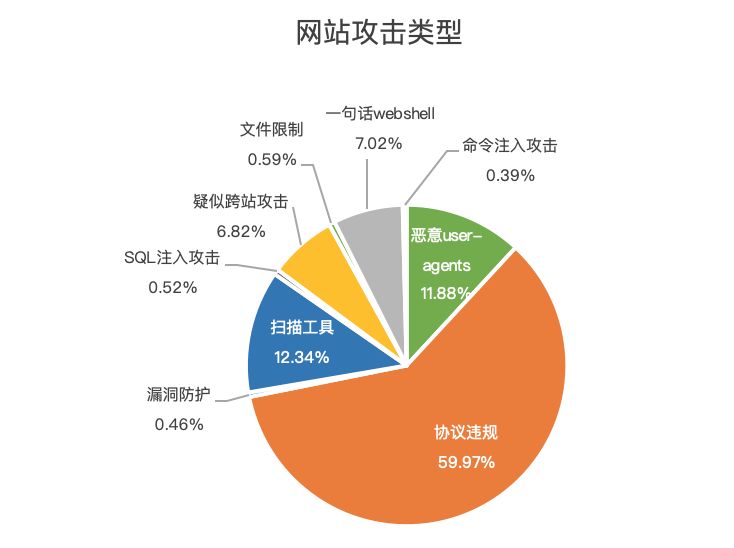 网站攻击类型
一句话webshell
7.02%
文件限制
0.59%
命令注入攻击
0.39%
疑似跨站攻击
6.82%
恶意user-
agents
11.88%
SQL注入攻击
0.52%
扫描工具
12.34%
漏洞防护
0.46%
协议违规
59.97%